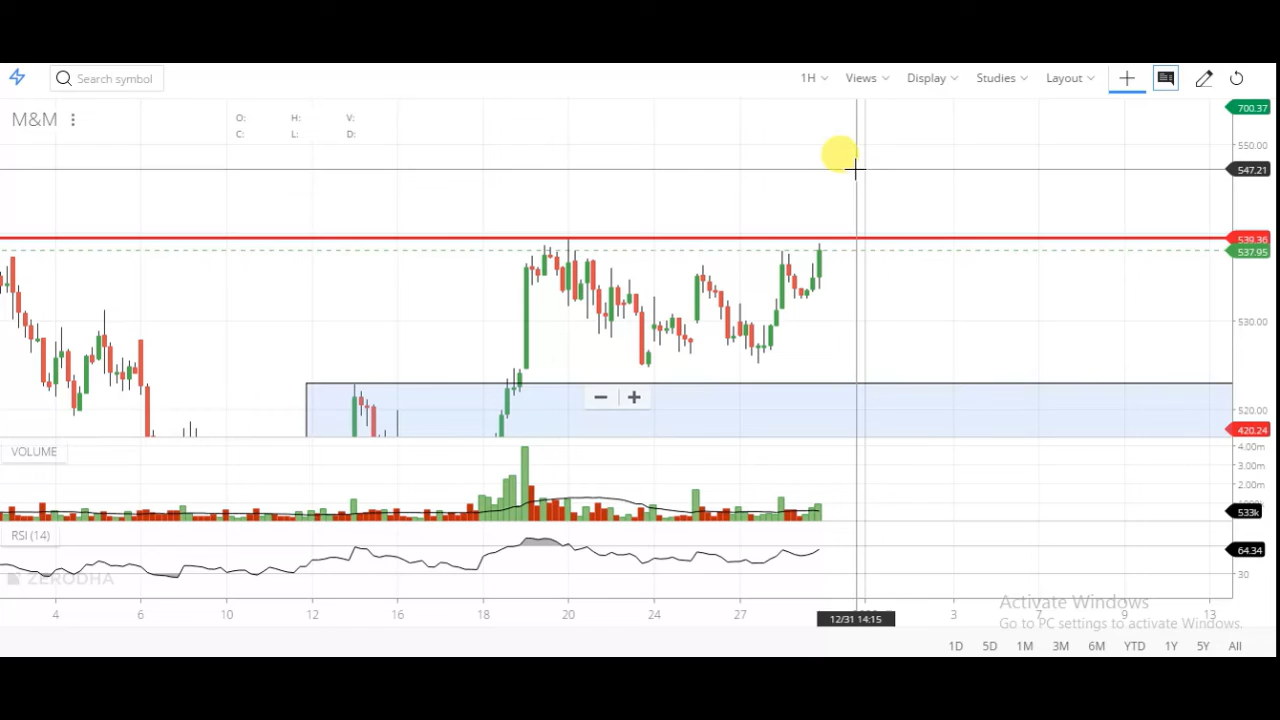 Search symbol
1H Views Display Studies Layout
M&M
O: H: V:
C: L: D:
700.37
550.00
547.21
539.36
537.95
530.00
520.00
420.24
VOLUME
4.00m
3.00m
2.00m
533k
RSI (14)
64.34
30
ZERODHA
4 6 10 12 16 18 20 24 27 3 7 9 13
12/31 14:15
Activate Windows
Go to PC settings to activate Windows.
1D 5D 1M 3M 6M YTD 1Y 5Y All